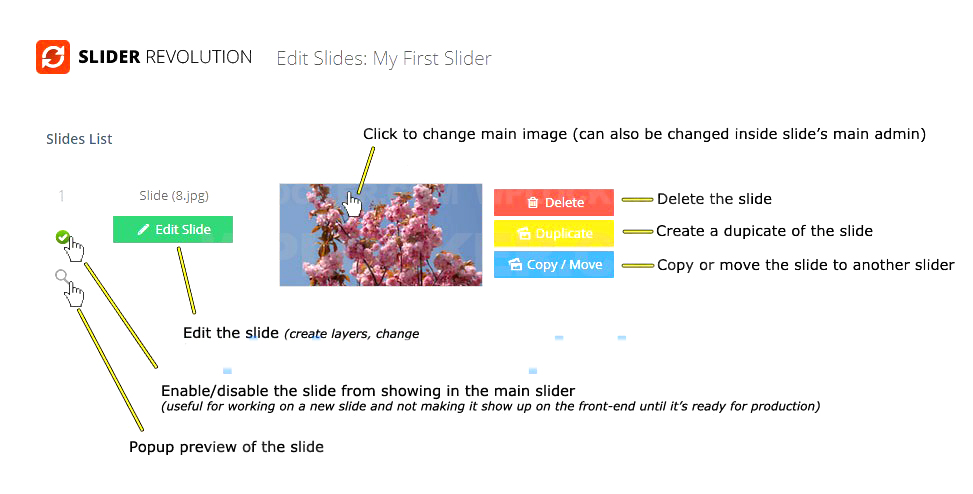 SLIDER REVOLUTION Edit Slides: My First Slider
Click to change main image (can also be changed inside slide's main admin)
Slides List
1 Slide (8.jpg)
Edit Slide
Delete
Delete the slide
Duplicate
Create a dupicate of the slide
Copy / Move
Copy or move the slide to another slider
Edit the slide (create layers, change
Enable/disable the slide from showing in the main slider
(useful for working on a new slide and not making it show up on the front-end until it's ready for production)
Popup preview of the slide